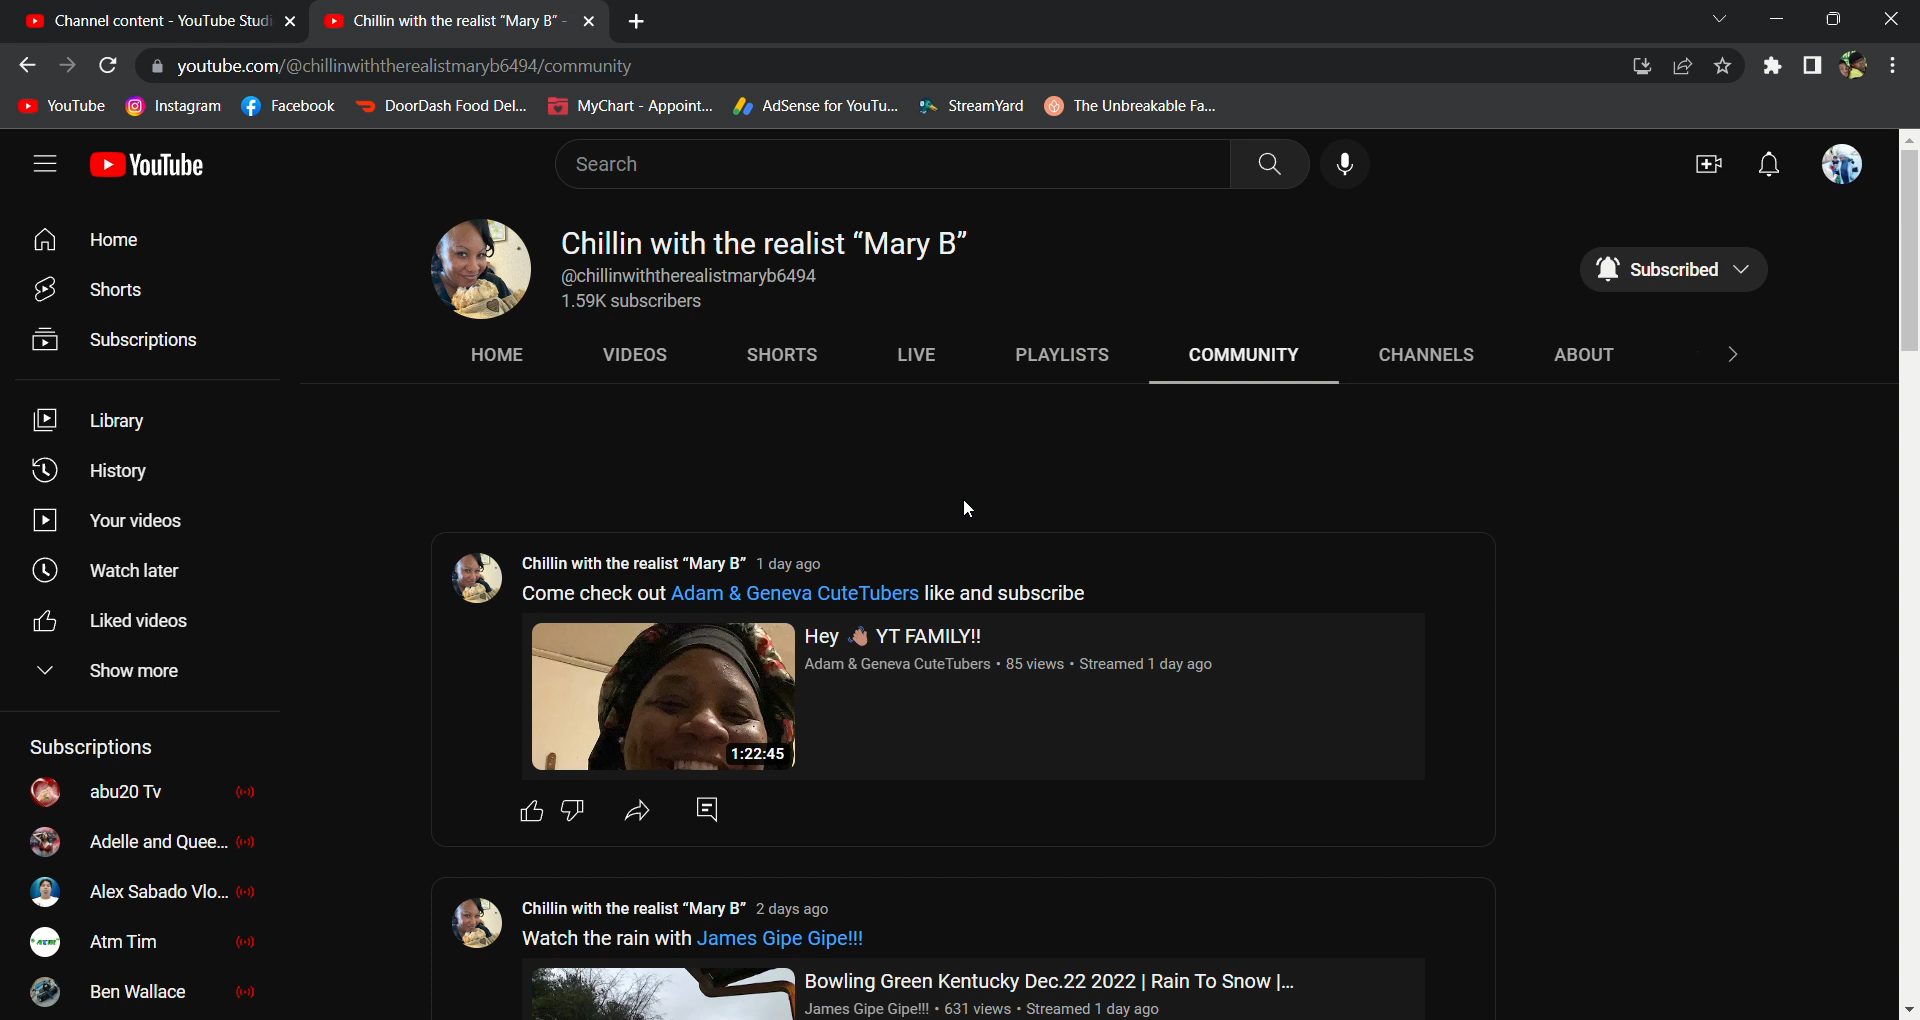 Channel content - YouTube Studi
Chillin with the realist "Mary B" -
youtube.com/@chillinwiththerealistmaryb6494/community
YouTube
Instagram
Facebook
DoorDash Food Del...
MyChart - Appoint...
AdSense for YouTu...
StreamYard
The Unbreakable Fa...
YouTube
Search
Home
Shorts
Subscriptions
Library
History
Your videos
Watch later
Liked videos
Show more
Subscriptions
abu20 Tv
Adelle and Quee...
Alex Sabado Vlo...
Atm Tim
Ben Wallace
Chillin with the realist “Mary B”
@chillinwiththerealistmaryb6494
1.59K subscribers
Subscribed
HOME VIDEOS SHORTS LIVE PLAYLISTS COMMUNITY CHANNELS ABOUT
Chillin with the realist “Mary B” 1 day ago
Come check out Adam & Geneva CuteTubers like and subscribe
Hey 👋🏽 YT FAMILY!!
Adam & Geneva CuteTubers • 85 views • Streamed 1 day ago
1:22:45
Chillin with the realist “Mary B” 2 days ago
Watch the rain with James Gipe Gipe!!!
Bowling Green Kentucky Dec.22 2022 | Rain To Snow |...
James Gipe Gipe!!! • 631 views • Streamed 1 day ago